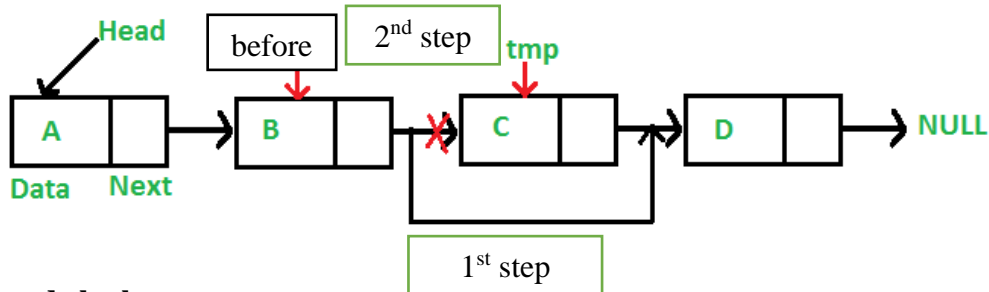 Head
before
2nd step
tmp
A
B
C
D
NULL
Data
Next
1st step